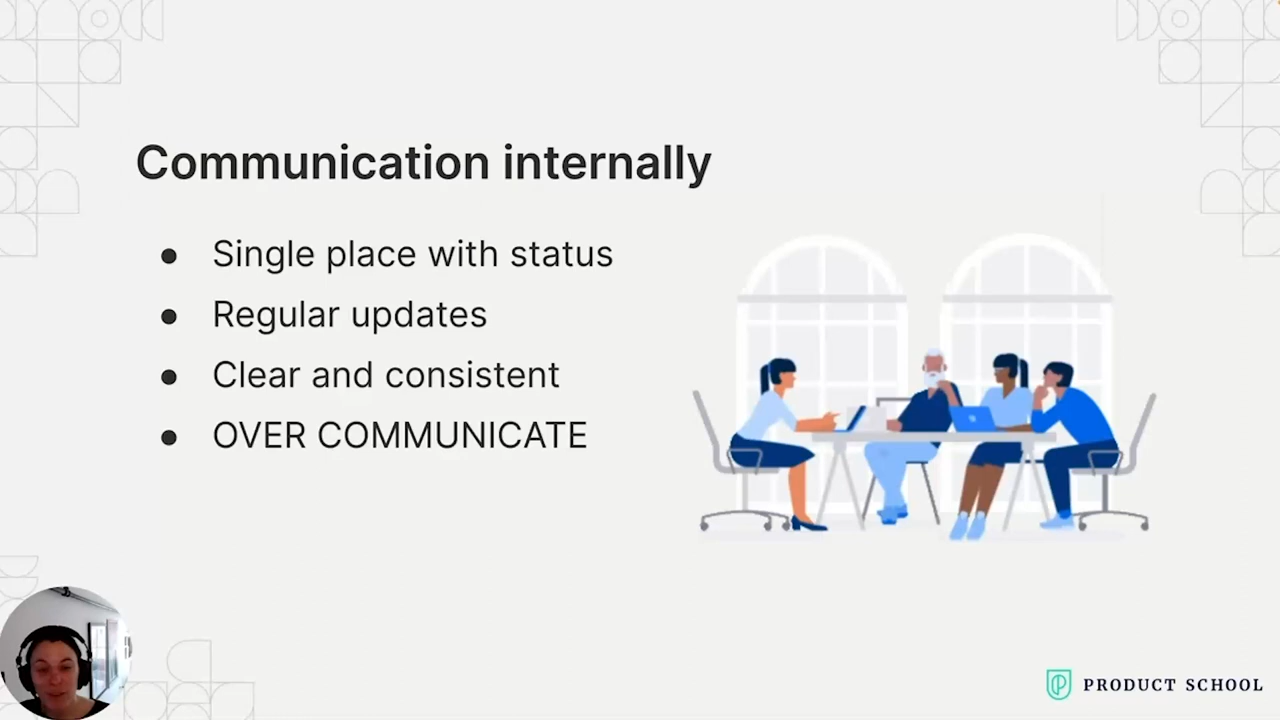 Communication internally
Single place with status
Regular updates
Clear and consistent
OVER COMMUNICATE
PRODUCT SCHOOL